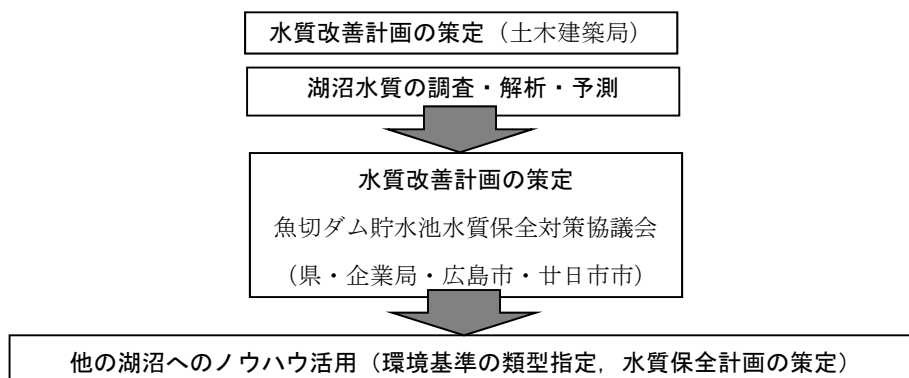 水質改善計画の策定（土木建築局）
湖沼水質の調査・解析・予測
水質改善計画の策定
魚切ダム貯水池水質保全対策協議会
（県・企業局・広島市・廿日市市）
他の湖沼へのノウハウ活用（環境基準の類型指定，水質保全計画の策定）